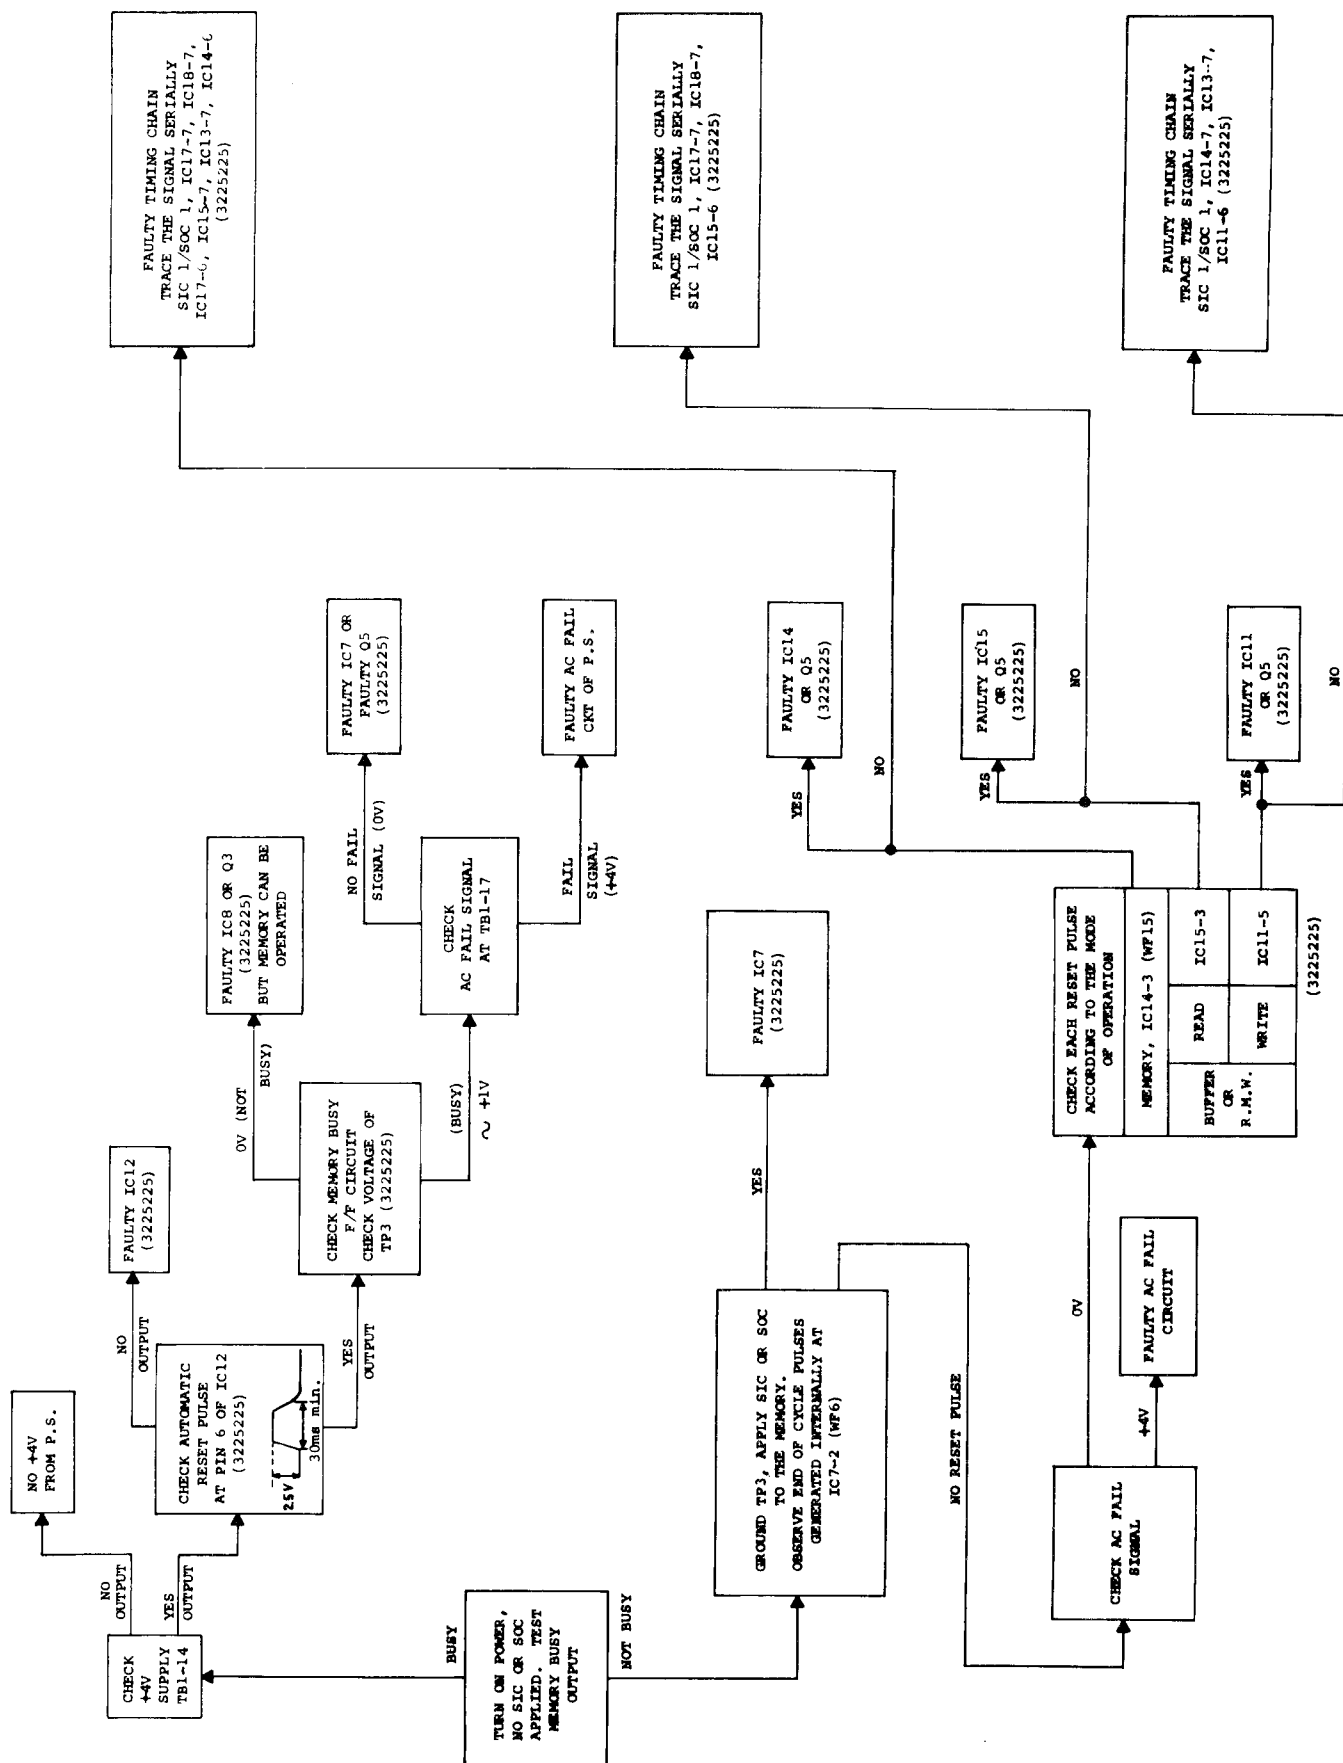 TURN ON POWER,
NO SIC OR SOC
APPLIED. TEST
MEMORY BUSY
OUTPUT
BUSY
NOT BUSY
CHECK
+4V
SUPPLY
TB1-14
NO
OUTPUT
YES
OUTPUT
NO +4V
FROM P.S.
CHECK AUTOMATIC
RESET PULSE
AT PIN 6 OF IC12
(3225225)
2.5V
30ms min.
NO
OUTPUT
YES
OUTPUT
FAULTY IC12
(3225225)
CHECK MEMORY BUSY
F/F CIRCUIT
CHECK VOLTAGE OF
TP3 (3225225)
0V (NOT
BUSY)
(BUSY)
~ +1V
FAULTY IC8 OR Q3
(3225225)
BUT MEMORY CAN BE
OPERATED
CHECK
AC FAIL SIGNAL
AT TB1-17
NO FAIL
SIGNAL (0V)
FAIL
SIGNAL
(+4V)
FAULTY IC7 OR
FAULTY Q5
(3225225)
FAULTY AC FAIL
CKT OF P.S.
GROUND TP3, APPLY SIC OR SOC
TO THE MEMORY.
OBSERVE END OF CYCLE PULSES
GENERATED INTERNALLY AT
IC7-2 (WF6)
YES
NO RESET PULSE
FAULTY IC7
(3225225)
CHECK AC FAIL
SIGNAL
0V
+4V
FAULTY AC FAIL
CIRCUIT
CHECK EACH RESET PULSE
ACCORDING TO THE MODE
OF OPERATION
MEMORY, IC14-3 (WF15)
BUFFER
OR
R.M.W.
READ
IC15-3
WRITE
IC11-5
(3225225)
YES
NO
FAULTY IC14
OR Q5
(3225225)
YES
NO
FAULTY IC15
OR Q5
(3225225)
YES
NO
FAULTY IC11
OR Q5
(3225225)
FAULTY TIMING CHAIN
TRACE THE SIGNAL SERIALLY
SIC 1/SOC 1, IC17-7, IC18-7,
IC17-6, IC15-7, IC13-7, IC14-6
(3225225)
FAULTY TIMING CHAIN
TRACE THE SIGNAL SERIALLY
SIC 1/SOC 1, IC17-7, IC18-7,
IC15-6 (3225225)
FAULTY TIMING CHAIN
TRACE THE SIGNAL SERIALLY
SIC 1/SOC 1, IC14-7, IC13-7,
IC11-6 (3225225)